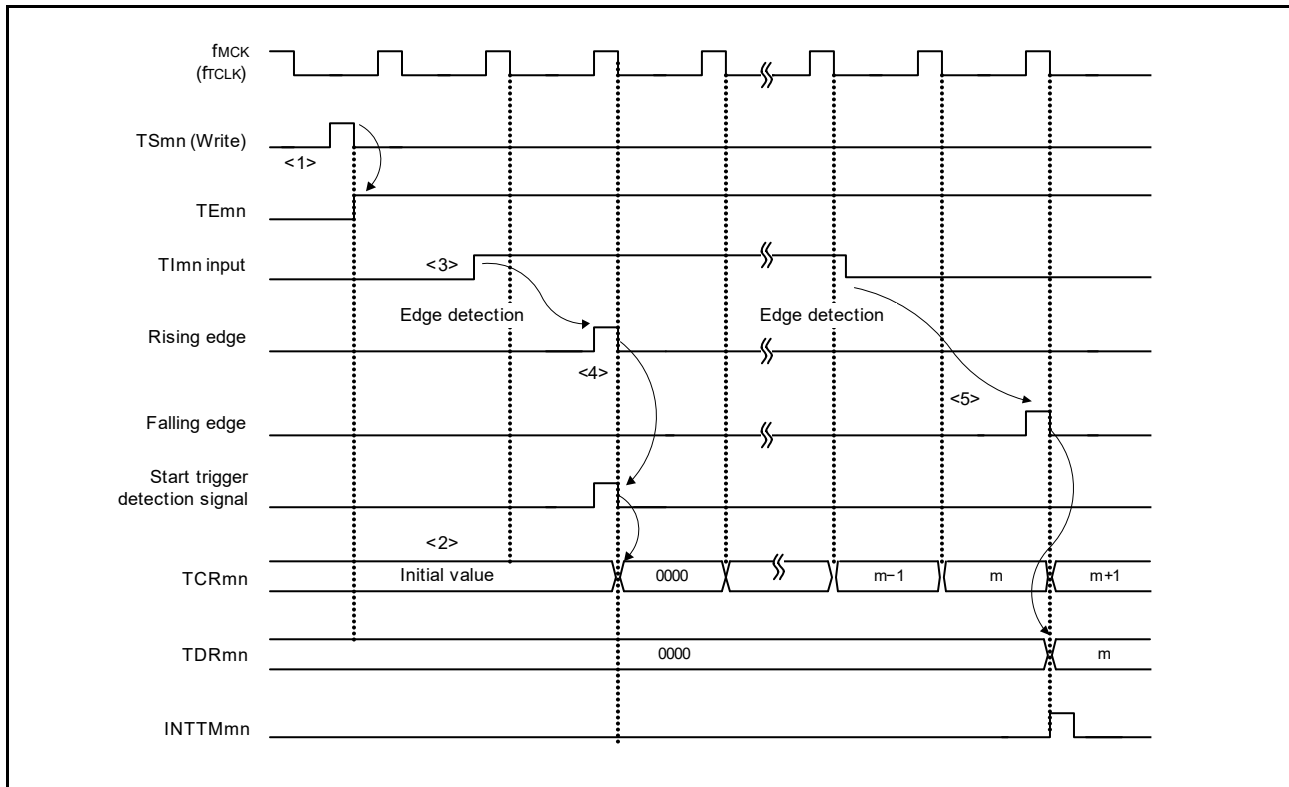 fMCK
(fTCLK)
TSmn (Write)
<1>
TEmn
TImn input
<3>
Edge detection
Edge detection
Rising edge
<4>
<5>
Falling edge
Start trigger
detection signal
<2>
TCRmn
Initial value
0000
m−1
m
m+1
TDRmn
0000
m
INTTMmn